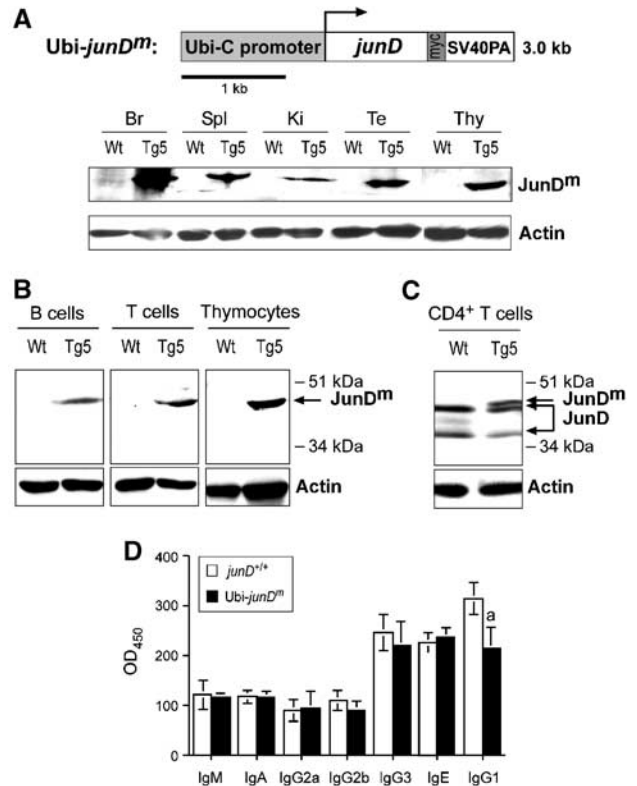 A
Ubi-junDᵐ: Ubi-C promoter junD myc SV40PA 3.0 kb
1 kb
Br Spl Ki Te Thy
Wt Tg5 Wt Tg5 Wt Tg5 Wt Tg5 Wt Tg5
JunDᵐ
Actin
B
B cells T cells Thymocytes
Wt Tg5 Wt Tg5 Wt Tg5
– 51 kDa
JunDᵐ
– 34 kDa
Actin
C
CD4⁺ T cells
Wt Tg5
– 51 kDa
JunDᵐ
JunD
– 34 kDa
Actin
D
400
300
200
100
0
OD₄₅₀
junD⁺/⁺
Ubi-junDᵐ
a
IgM IgA IgG2a IgG2b IgG3 IgE IgG1